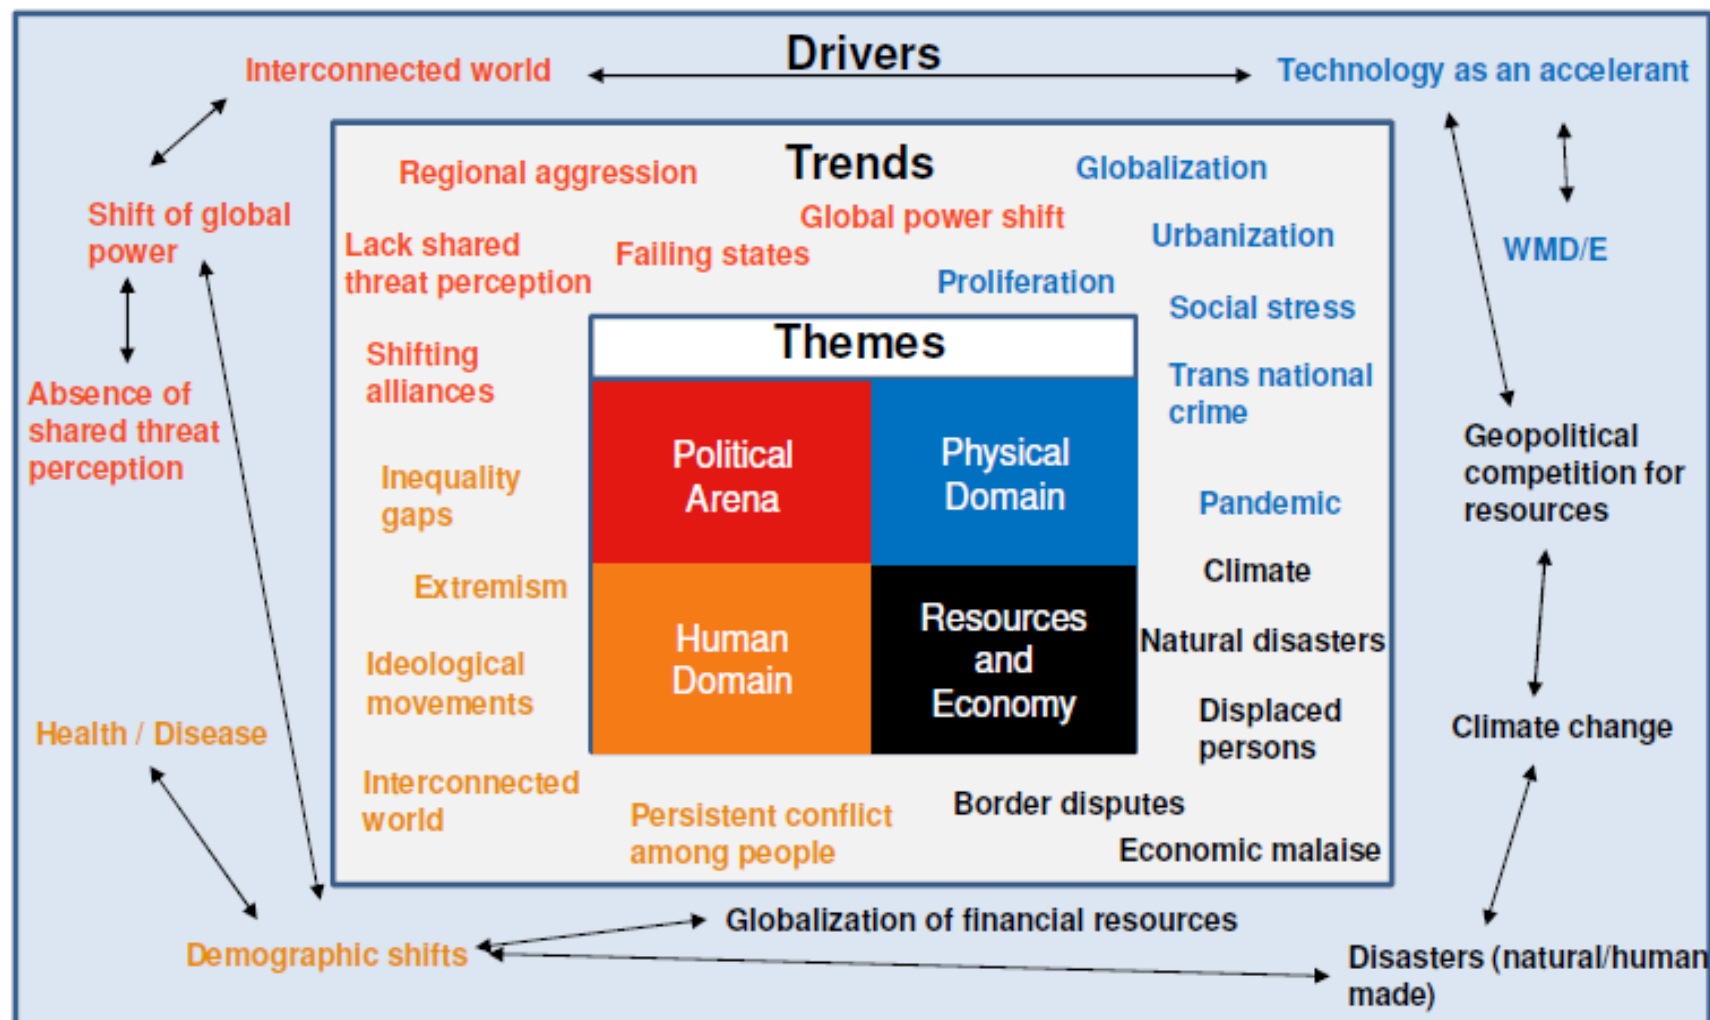 Drivers
Interconnected world
Technology as an accelerant
Shift of global
power
Absence of
shared threat
perception
Health / Disease
Demographic shifts
Globalization of financial resources
Disasters (natural/human
made)
Climate change
Geopolitical
competition for
resources
WMD/E
Trends
Regional aggression
Globalization
Global power shift
Lack shared
threat perception
Failing states
Urbanization
Proliferation
Social stress
Shifting
alliances
Trans national
crime
Inequality
gaps
Pandemic
Extremism
Climate
Ideological
movements
Natural disasters
Displaced
persons
Interconnected
world
Persistent conflict
among people
Border disputes
Economic malaise
Themes
Political
Arena
Physical
Domain
Human
Domain
Resources
and
Economy